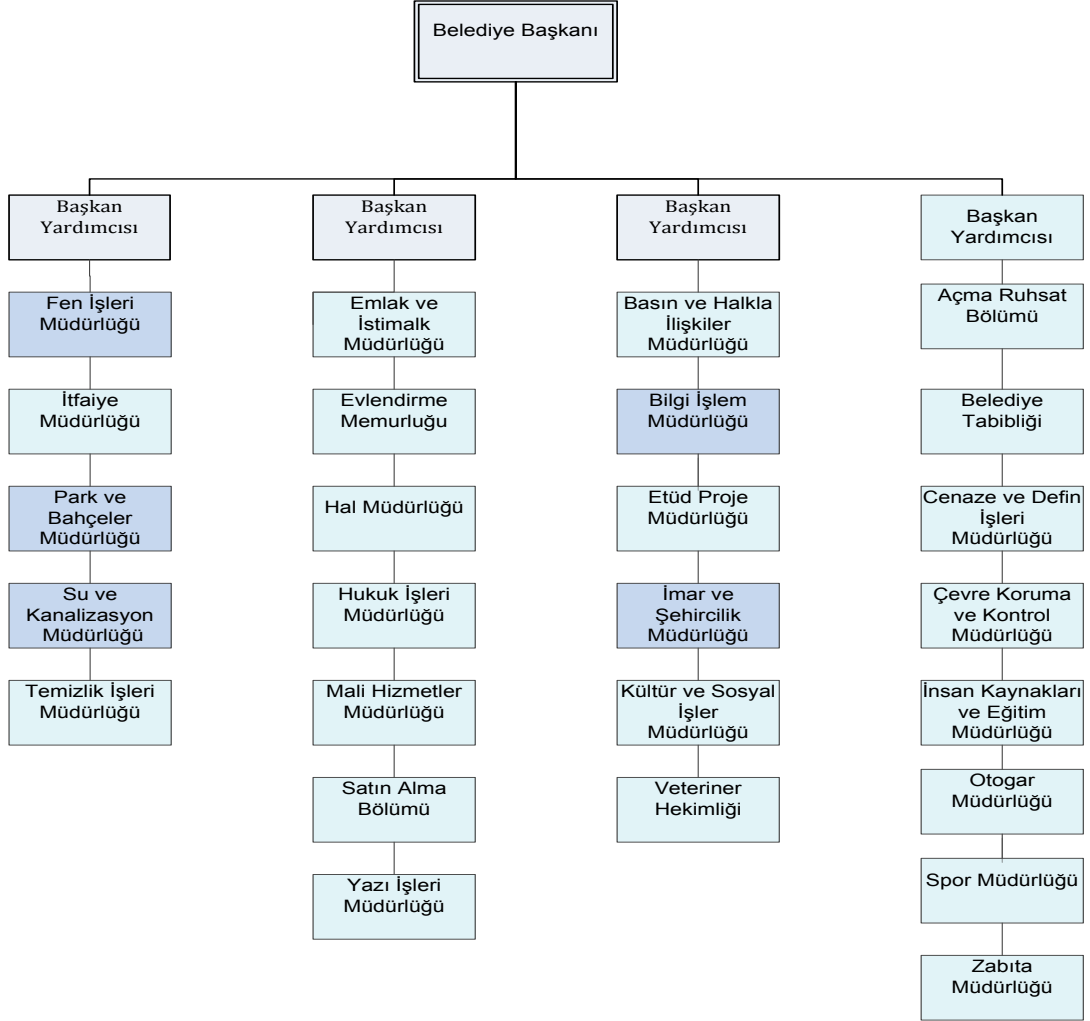 Belediye Başkanı
Başkan
Yardımcısı
Fen İşleri
Müdürlüğü
İtfaiye
Müdürlüğü
Park ve
Bahçeler
Müdürlüğü
Su ve
Kanalizasyon
Müdürlüğü
Temizlik İşleri
Müdürlüğü
Başkan
Yardımcısı
Emlak ve
İstimalk
Müdürlüğü
Evlendirme
Memurluğu
Hal Müdürlüğü
Hukuk İşleri
Müdürlüğü
Mali Hizmetler
Müdürlüğü
Satın Alma
Bölümü
Yazı İşleri
Müdürlüğü
Başkan
Yardımcısı
Basın ve Halkla
İlişkiler
Müdürlüğü
Bilgi İşlem
Müdürlüğü
Etüd Proje
Müdürlüğü
İmar ve
Şehircilik
Müdürlüğü
Kültür ve Sosyal
İşler
Müdürlüğü
Veteriner
Hekimliği
Başkan
Yardımcısı
Açma Ruhsat
Bölümü
Belediye
Tabibliği
Cenaze ve Defin
İşleri
Müdürlüğü
Çevre Koruma
ve Kontrol
Müdürlüğü
İnsan Kaynakları
ve Eğitim
Müdürlüğü
Otogar
Müdürlüğü
Spor Müdürlüğü
Zabıta
Müdürlüğü